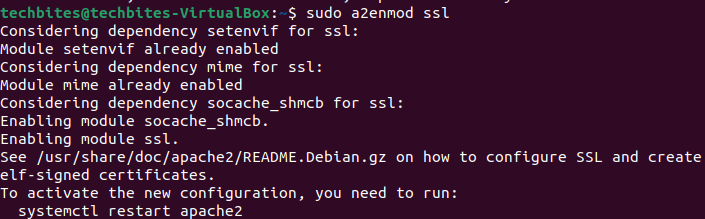 techbites@techbites-VirtualBox:~$ sudo a2enmod ssl
Considering dependency setenvif for ssl:
Module setenvif already enabled
Considering dependency mime for ssl:
Module mime already enabled
Considering dependency socache_shmcb for ssl:
Enabling module socache_shmcb.
Enabling module ssl.
See /usr/share/doc/apache2/README.Debian.gz on how to configure SSL and create
elf-signed certificates.
To activate the new configuration, you need to run:
  systemctl restart apache2